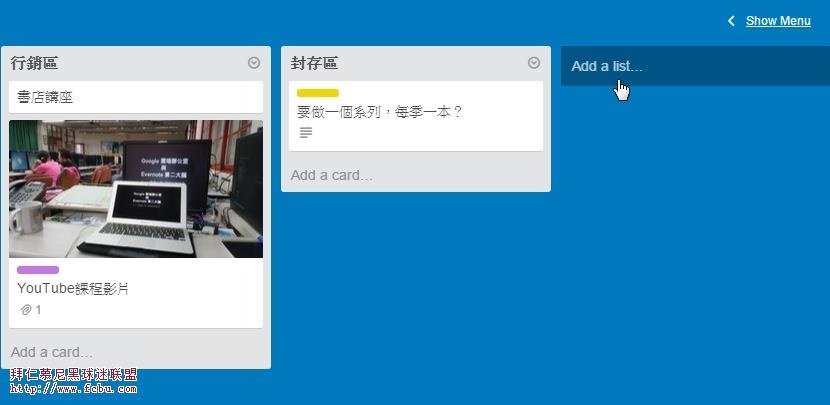 Show Menu
行銷區
書店講座
Google 雲端辦公室
與
Evernote 第二大腦
Google 雲端辦公室
與
Evernote 第二大腦
YouTube課程影片
1
Add a card…
封存區
要做一個系列，每季一本？
Add a card…
Add a list…
拜仁慕尼黑球迷联盟
http://www.fcbu.com